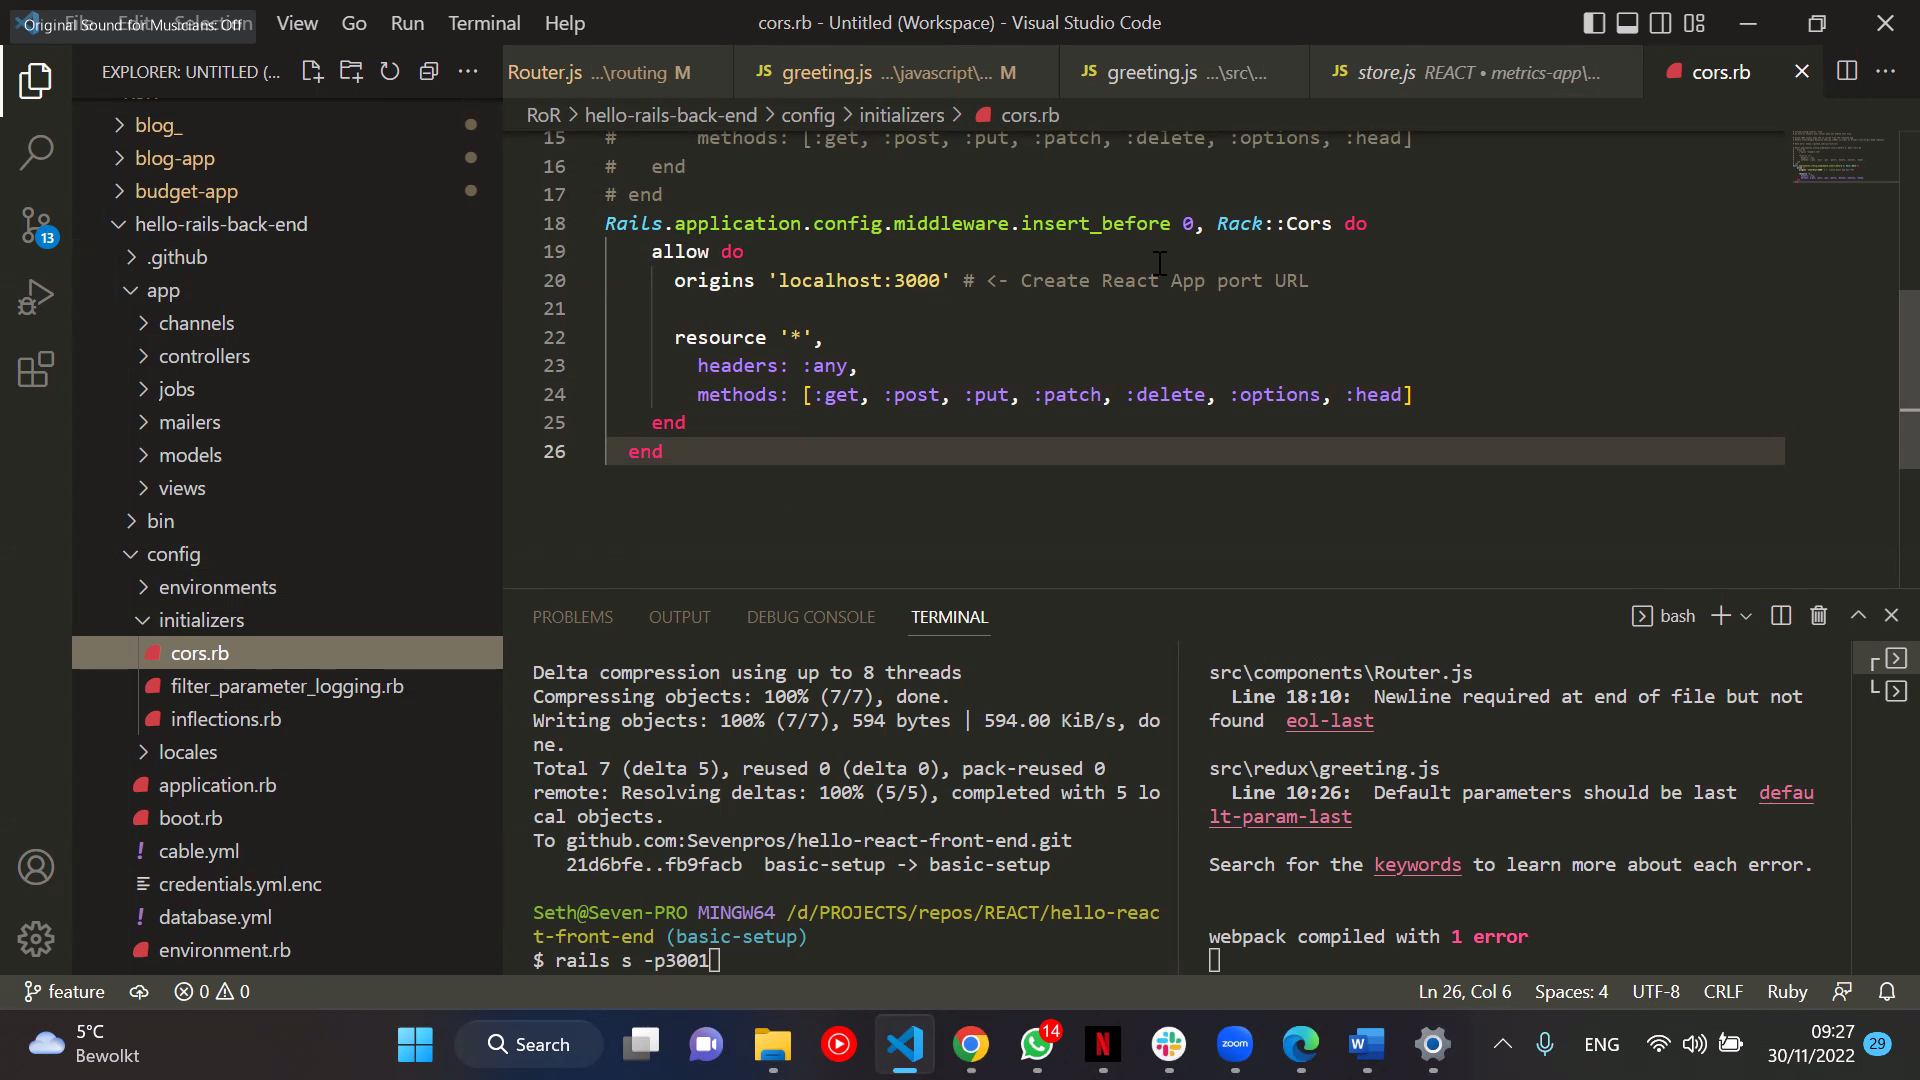 Original Sound for Musicians: Off
View
Go
Run
Terminal
Help
cors.rb - Untitled (Workspace) - Visual Studio Code
EXPLORER: UNTITLED (...
Router.js ...\routing M
JS greeting.js ...\javascript\... M
JS greeting.js ...\src\...
JS store.js REACT • metrics-app\...
cors.rb
RoR > hello-rails-back-end > config > initializers > cors.rb
blog_
blog-app
budget-app
hello-rails-back-end
.github
app
channels
controllers
jobs
mailers
models
views
bin
config
environments
initializers
cors.rb
filter_parameter_logging.rb
inflections.rb
locales
application.rb
boot.rb
! cable.yml
credentials.yml.enc
! database.yml
environment.rb
13
15 # methods: [:get, :post, :put, :patch, :delete, :options, :head]
16 # end
17 # end
18 Rails.application.config.middleware.insert_before 0, Rack::Cors do
19 allow do
20 origins 'localhost:3000' # <- Create React App port URL
21
22 resource '*',
23 headers: :any,
24 methods: [:get, :post, :put, :patch, :delete, :options, :head]
25 end
26 end
PROBLEMS
OUTPUT
DEBUG CONSOLE
TERMINAL
bash
Delta compression using up to 8 threads
Compressing objects: 100% (7/7), done.
Writing objects: 100% (7/7), 594 bytes | 594.00 KiB/s, do
ne.
Total 7 (delta 5), reused 0 (delta 0), pack-reused 0
remote: Resolving deltas: 100% (5/5), completed with 5 lo
cal objects.
To github.com:Sevenpros/hello-react-front-end.git
21d6bfe..fb9facb basic-setup -> basic-setup
Seth@Seven-PRO MINGW64 /d/PROJECTS/repos/REACT/hello-reac
t-front-end (basic-setup)
$ rails s -p3001
src\components\Router.js
Line 18:10: Newline required at end of file but not
found eol-last
src\redux\greeting.js
Line 10:26: Default parameters should be last defau
lt-param-last
Search for the keywords to learn more about each error.
webpack compiled with 1 error
feature
0 0
Ln 26, Col 6
Spaces: 4
UTF-8
CRLF
Ruby
5°C
Bewolkt
Search
14
N
zoom
W
ENG
09:27
30/11/2022
29